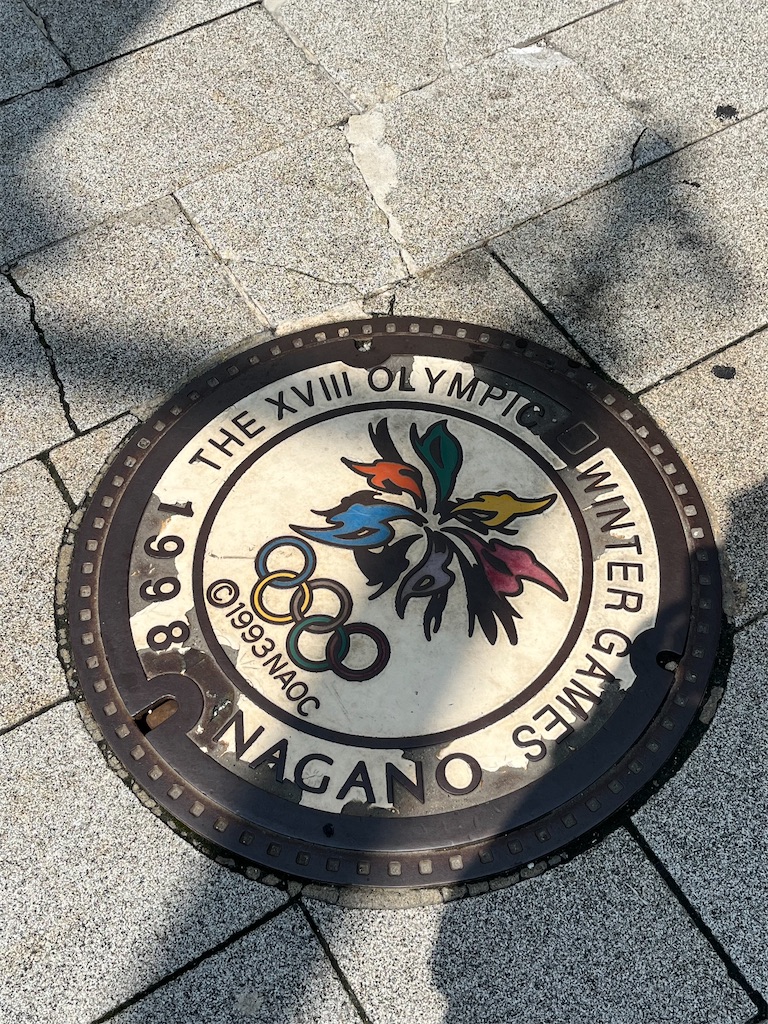 THE XVIII OLYMPIC WINTER GAMES
NAGANO
1998
©1993NAOC